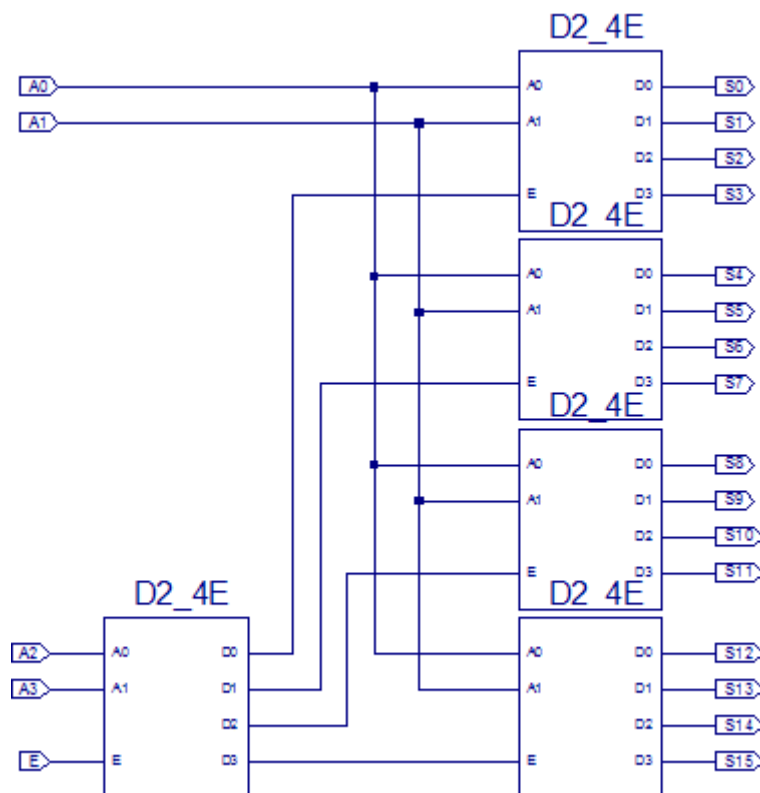 D2_4E
A0 A0 D0 S0
A1 A1 D1 S1
D2 S2
E D3 S3
D2_4E
A0 D0 S4
A1 D1 S5
D2 S6
E D3 S7
D2_4E
A0 D0 S8
A1 D1 S9
D2 S10
E D3 S11
D2_4E D2_4E
A2 A0 D0 A0 D0 S12
A3 A1 D1 A1 D1 S13
D2 D2 S14
E E D3 E D3 S15